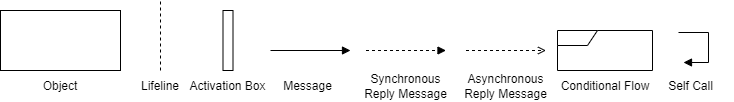 Object
Lifeline
Activation Box
Message
Synchronous
Reply Message
Asynchronous
Reply Message
Conditional Flow
Self Call